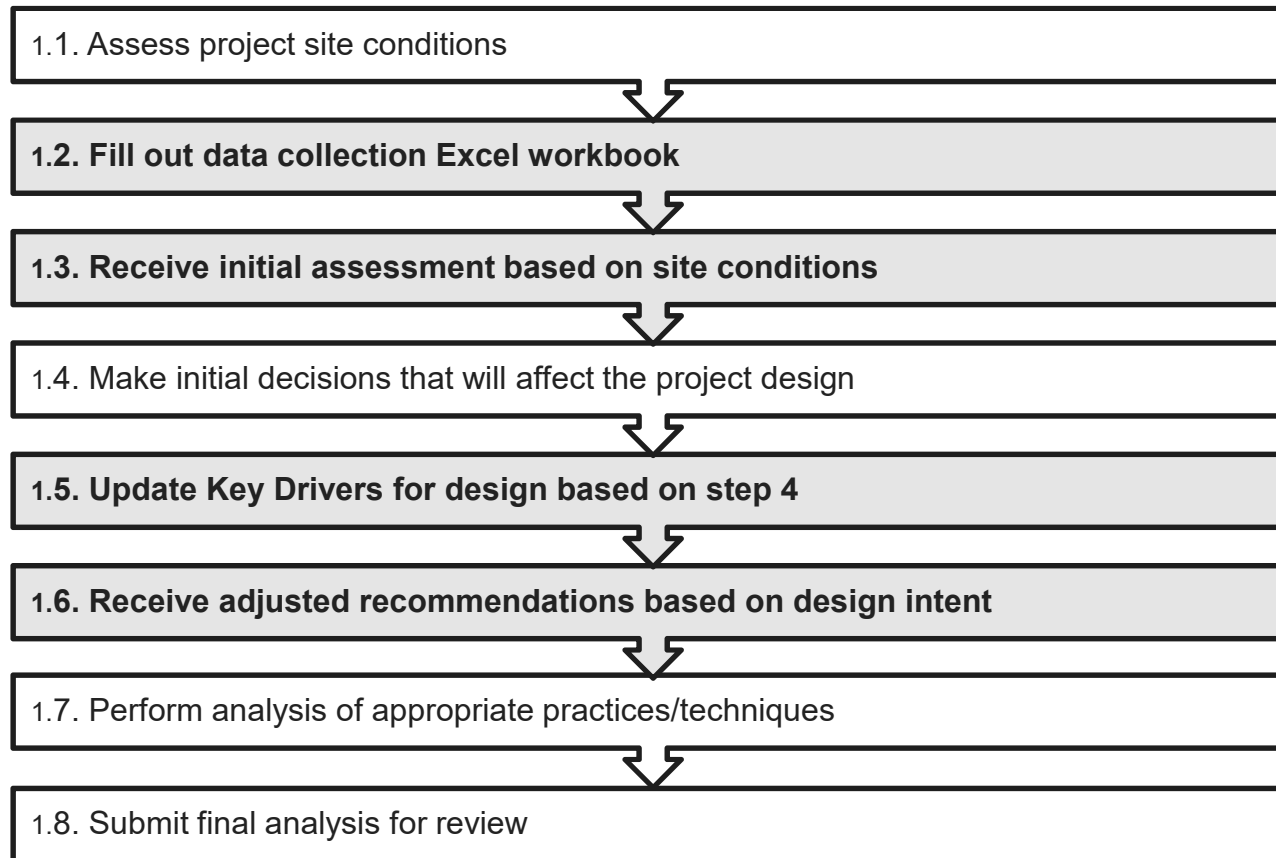 1.1. Assess project site conditions
1.2. Fill out data collection Excel workbook
1.3. Receive initial assessment based on site conditions
1.4. Make initial decisions that will affect the project design
1.5. Update Key Drivers for design based on step 4
1.6. Receive adjusted recommendations based on design intent
1.7. Perform analysis of appropriate practices/techniques
1.8. Submit final analysis for review